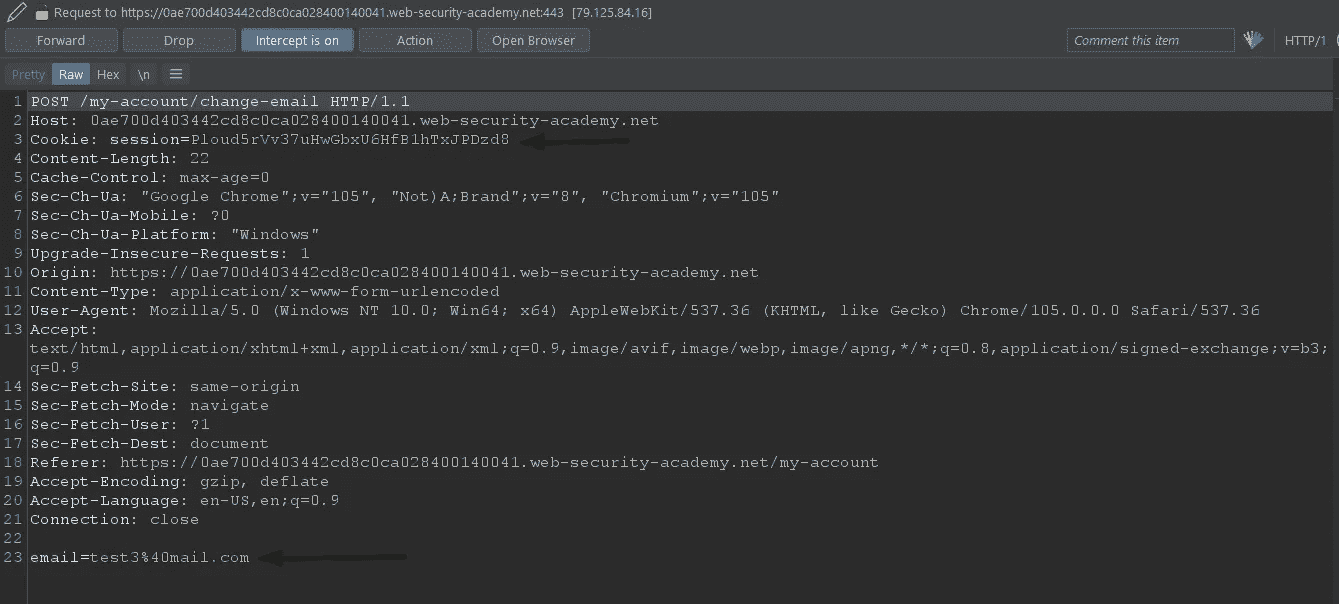 Request to https://0ae700d403442cd8c0ca028400140041.web-security-academy.net:443 [79.125.84.16]
Forward Drop Intercept is on Action Open Browser Comment this item HTTP/1
Pretty Raw Hex \n
1 POST /my-account/change-email HTTP/1.1
2 Host: 0ae700d403442cd8c0ca028400140041.web-security-academy.net
3 Cookie: session=Ploud5rVv37uHwGbxU6HfB1hTxJPDzd8
4 Content-Length: 22
5 Cache-Control: max-age=0
6 Sec-Ch-Ua: "Google Chrome";v="105", "Not)A;Brand";v="8", "Chromium";v="105"
7 Sec-Ch-Ua-Mobile: ?0
8 Sec-Ch-Ua-Platform: "Windows"
9 Upgrade-Insecure-Requests: 1
10 Origin: https://0ae700d403442cd8c0ca028400140041.web-security-academy.net
11 Content-Type: application/x-www-form-urlencoded
12 User-Agent: Mozilla/5.0 (Windows NT 10.0; Win64; x64) AppleWebKit/537.36 (KHTML, like Gecko) Chrome/105.0.0.0 Safari/537.36
13 Accept:
text/html,application/xhtml+xml,application/xml;q=0.9,image/avif,image/webp,image/apng,*/*;q=0.8,application/signed-exchange;v=b3;
q=0.9
14 Sec-Fetch-Site: same-origin
15 Sec-Fetch-Mode: navigate
16 Sec-Fetch-User: ?1
17 Sec-Fetch-Dest: document
18 Referer: https://0ae700d403442cd8c0ca028400140041.web-security-academy.net/my-account
19 Accept-Encoding: gzip, deflate
20 Accept-Language: en-US,en;q=0.9
21 Connection: close
22
23 email=test3%40mail.com